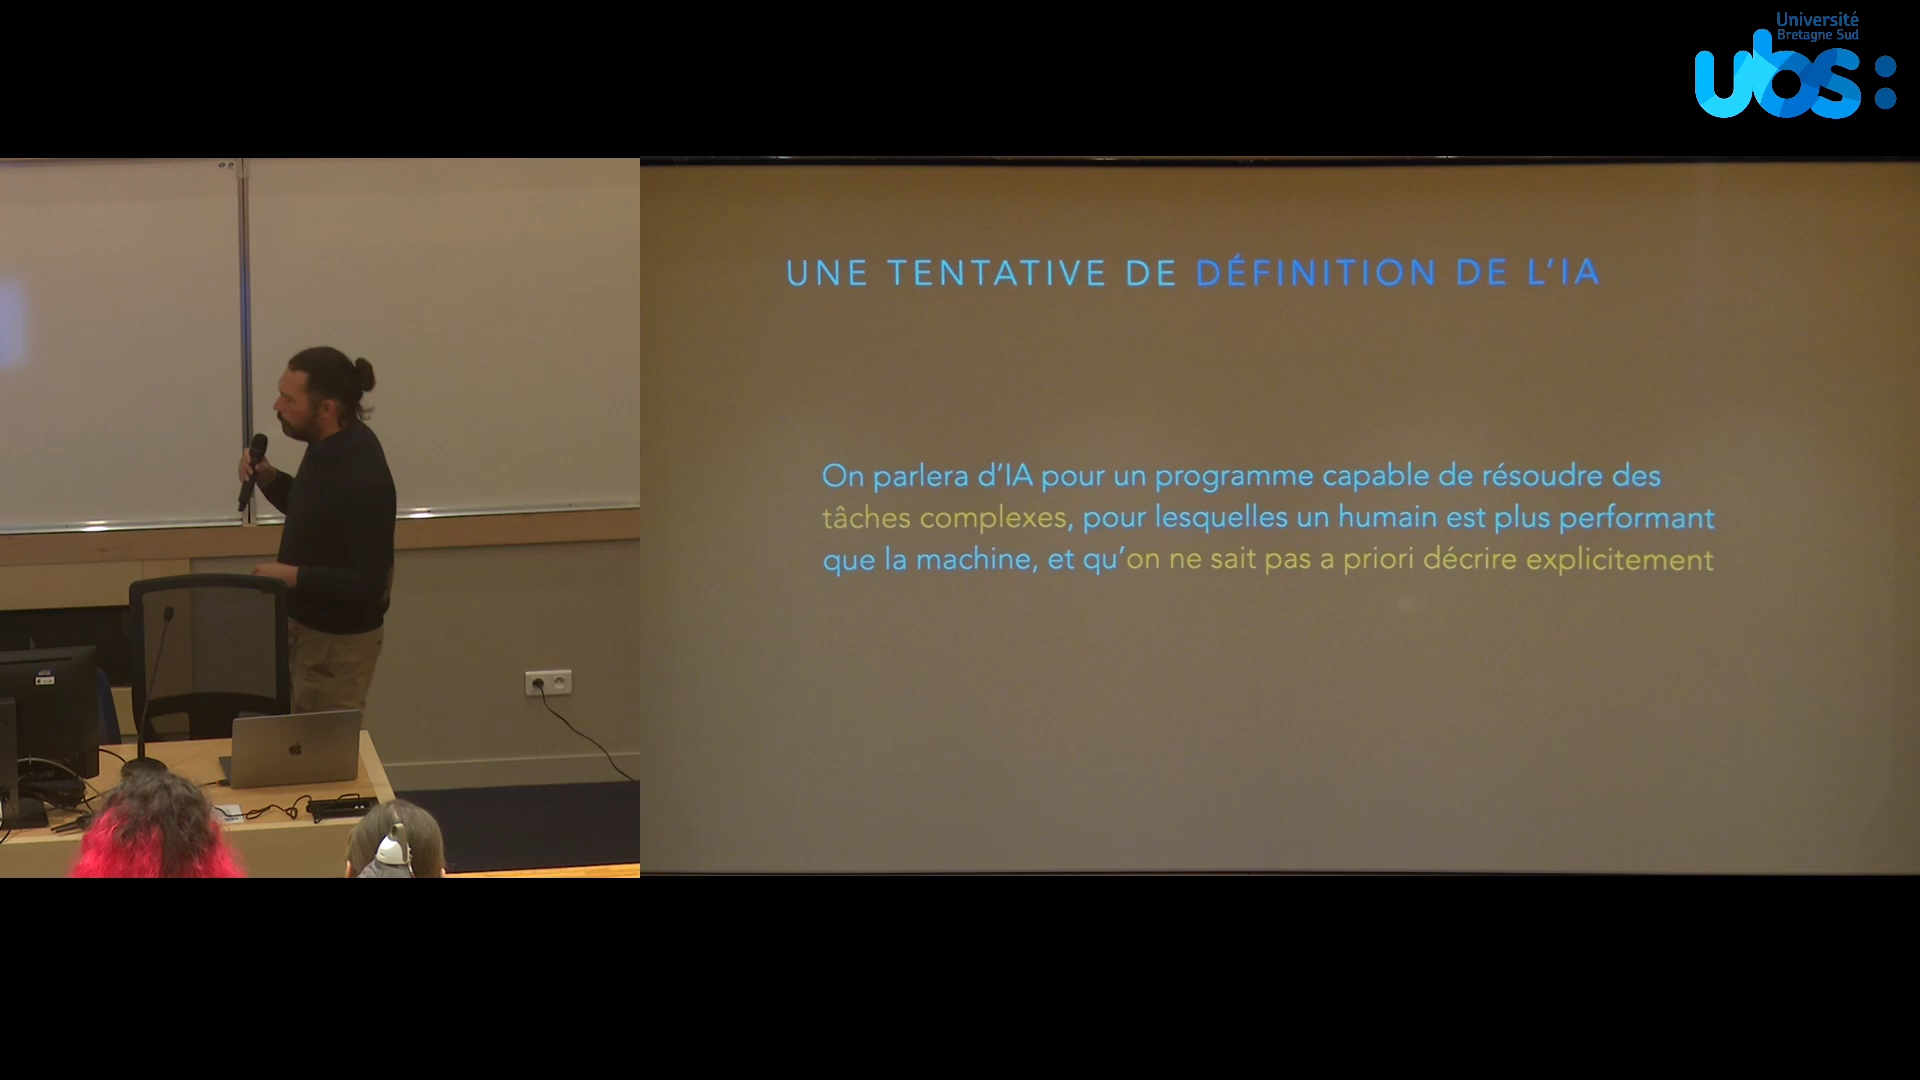 Université
Bretagne Sud
ubs:
UNE TENTATIVE DE DÉFINITION DE L'IA
On parlera d'IA pour un programme capable de résoudre des
tâches complexes, pour lesquelles un humain est plus performant
que la machine, et qu'on ne sait pas a priori décrire explicitement